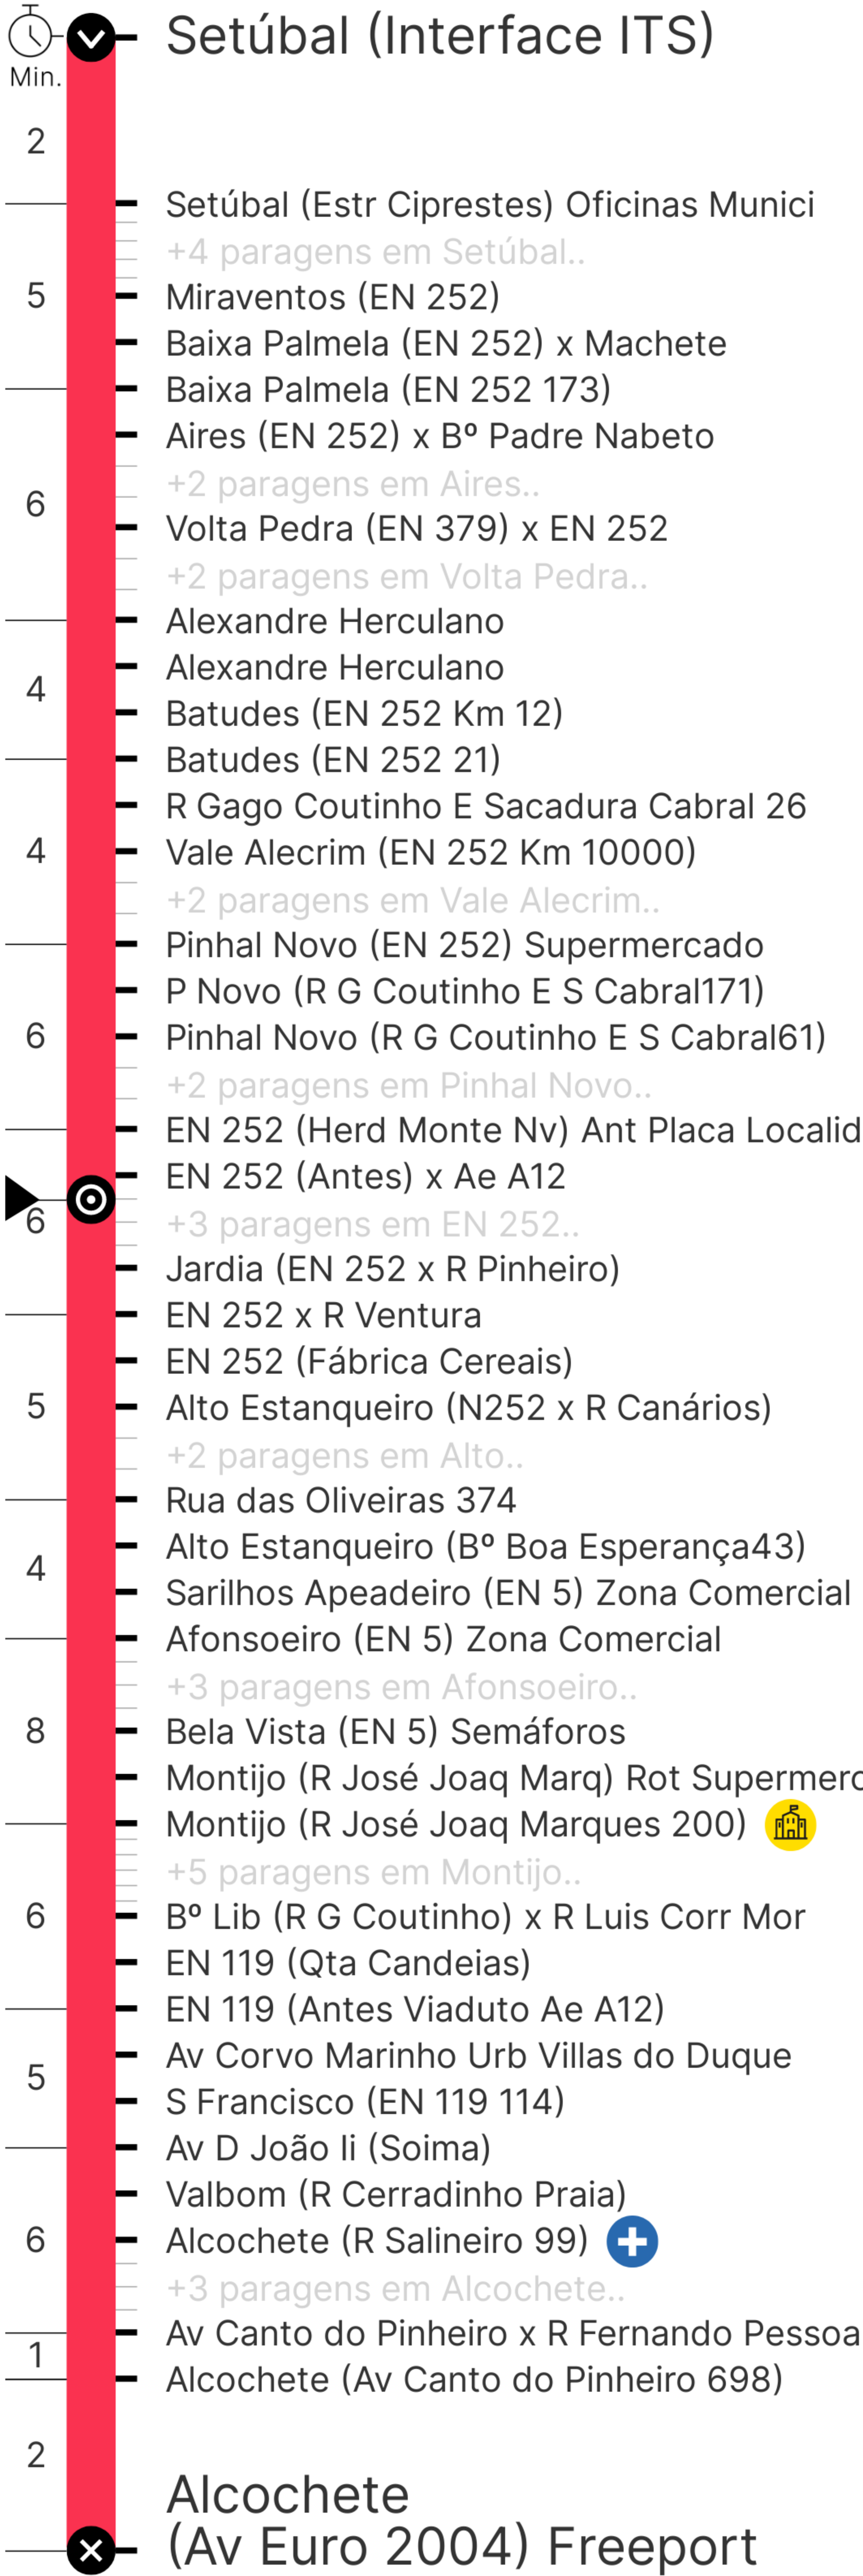 Setúbal (Interface ITS)
Min.
2
Setúbal (Estr Ciprestes) Oficinas Munici
+4 paragens em Setúbal..
5
Miraventos (EN 252)
Baixa Palmela (EN 252) x Machete
Baixa Palmela (EN 252 173)
Aires (EN 252) x Bº Padre Nabeto
+2 paragens em Aires..
6
Volta Pedra (EN 379) x EN 252
+2 paragens em Volta Pedra..
Alexandre Herculano
Alexandre Herculano
4
Batudes (EN 252 Km 12)
Batudes (EN 252 21)
R Gago Coutinho E Sacadura Cabral 26
4
Vale Alecrim (EN 252 Km 10000)
+2 paragens em Vale Alecrim..
Pinhal Novo (EN 252) Supermercado
P Novo (R G Coutinho E S Cabral171)
6
Pinhal Novo (R G Coutinho E S Cabral61)
+2 paragens em Pinhal Novo..
EN 252 (Herd Monte Nv) Ant Placa Localid
EN 252 (Antes) x Ae A12
6
+3 paragens em EN 252..
Jardia (EN 252 x R Pinheiro)
EN 252 x R Ventura
EN 252 (Fábrica Cereais)
5
Alto Estanqueiro (N252 x R Canários)
+2 paragens em Alto..
Rua das Oliveiras 374
Alto Estanqueiro (Bº Boa Esperança43)
4
Sarilhos Apeadeiro (EN 5) Zona Comercial
Afonsoeiro (EN 5) Zona Comercial
+3 paragens em Afonsoeiro..
8
Bela Vista (EN 5) Semáforos
Montijo (R José Joaq Marq) Rot Supermerc
Montijo (R José Joaq Marques 200)
+5 paragens em Montijo..
6
Bº Lib (R G Coutinho) x R Luis Corr Mor
EN 119 (Qta Candeias)
EN 119 (Antes Viaduto Ae A12)
Av Corvo Marinho Urb Villas do Duque
5
S Francisco (EN 119 114)
Av D João Ii (Soima)
Valbom (R Cerradinho Praia)
6
Alcochete (R Salineiro 99)
+3 paragens em Alcochete..
Av Canto do Pinheiro x R Fernando Pessoa
1
Alcochete (Av Canto do Pinheiro 698)
2
Alcochete
(Av Euro 2004) Freeport